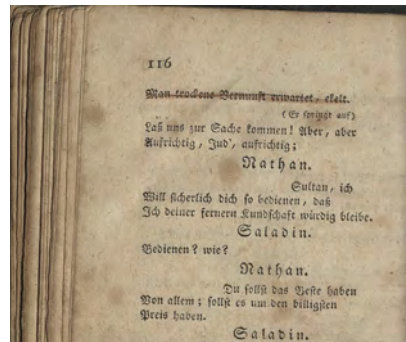 116
Man trockene Vernunft erwartet, ekelt.
(Er springt auf)
Laß uns zur Sache kommen! Aber, aber
Aufrichtig, Jud', aufrichtig;
Nathan.
Sultan, ich
Will sicherlich dich so bedienen, daß
Ich deiner fernern Kundschaft würdig bleibe.
Saladin.
Bedienen? wie?
Nathan.
Du sollst das Beste haben
Von allem; sollst es um den billigsten
Preis haben.
Saladin.